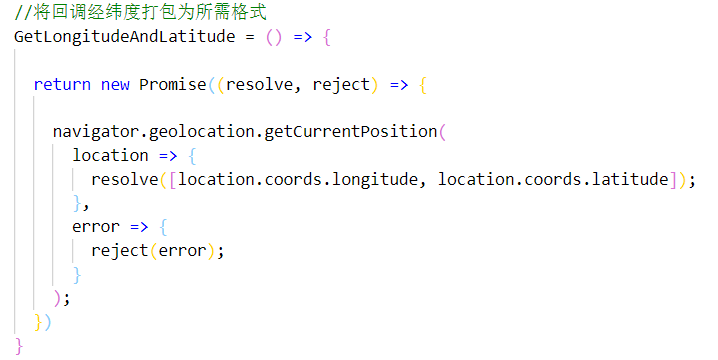 //将回调经纬度打包为所需格式
GetLongitudeAndLatitude = () => {
return new Promise((resolve, reject) => {
navigator.geolocation.getCurrentPosition(
location => {
resolve([location.coords.longitude, location.coords.latitude]);
},
error => {
reject(error);
}
);
})
}